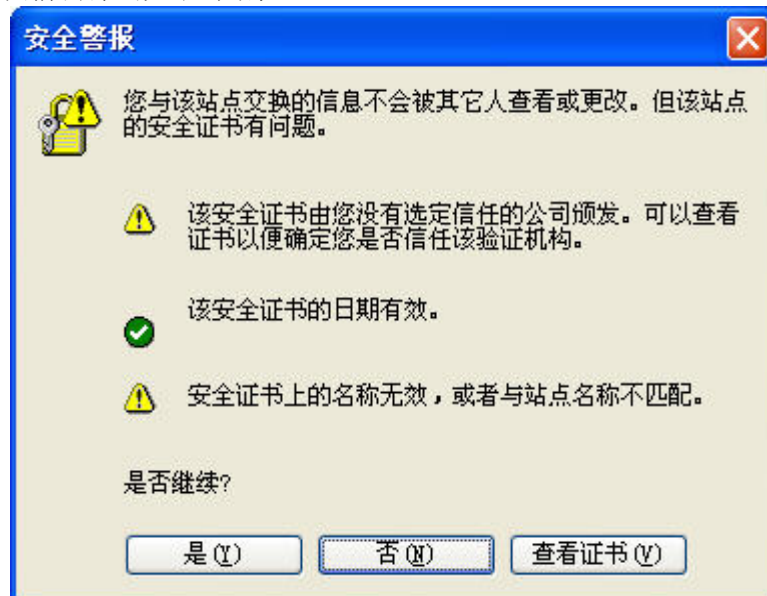 安全警报
您与该站点交换的信息不会被其它人查看或更改。但该站点
的安全证书有问题。
该安全证书由您没有选定信任的公司颁发。可以查看
证书以便确定您是否信任该验证机构。
该安全证书的日期有效。
安全证书上的名称无效，或者与站点名称不匹配。
是否继续?
是(Y) 否(N) 查看证书(V)